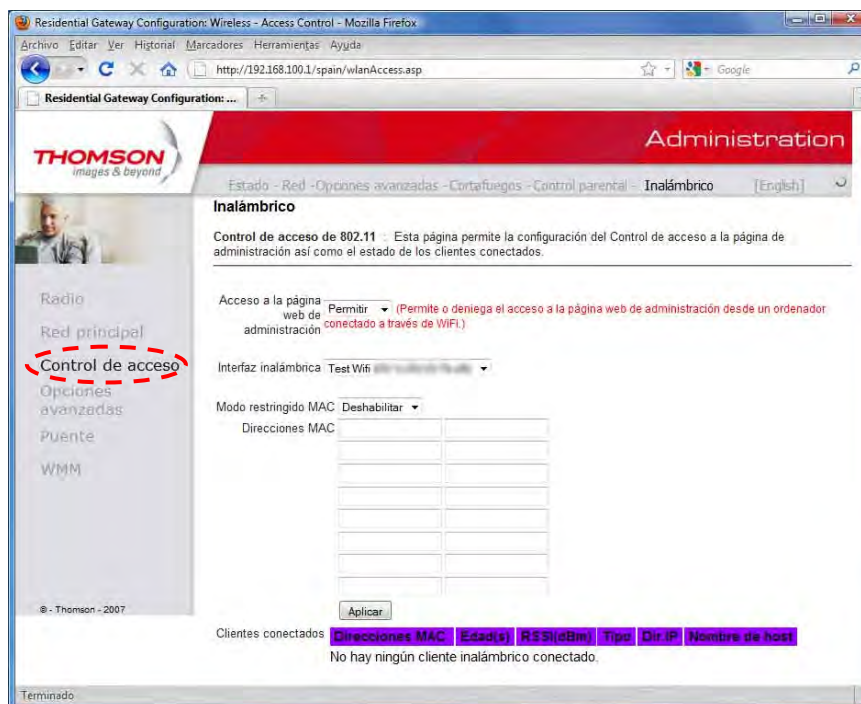 Residential Gateway Configuration: Wireless - Access Control - Mozilla Firefox
Archivo Editar Ver Historial Marcadores Herramientas Ayuda
http://192.168.100.1/spain/wlanAccess.asp
Google
Residential Gateway Configuration: ...
THOMSON
images & beyond
Administration
Estado - Red -Opciones avanzadas -Cortafuegos -Control parental - Inalámbrico [English]
Inalámbrico
Control de acceso de 802.11 : Esta página permite la configuración del Control de acceso a la página de
administración así como el estado de los clientes conectados.
Radio
Red principal
Control de acceso
Opciones
avanzadas
Puente
WMM
© - Thomson - 2007
Acceso a la página
web de
administración
Permitir (Permite o deniega el acceso a la página web de administración desde un ordenador
conectado a través de WiFi.)
Interfaz inalámbrica Test Wifi
Modo restringido MAC Deshabilitar
Direcciones MAC
Aplicar
Clientes conectados Direcciones MAC Edad(s) RSSI(dBm) Tipo Dir.IP Nombre de host
No hay ningún cliente inalámbrico conectado.
Terminado